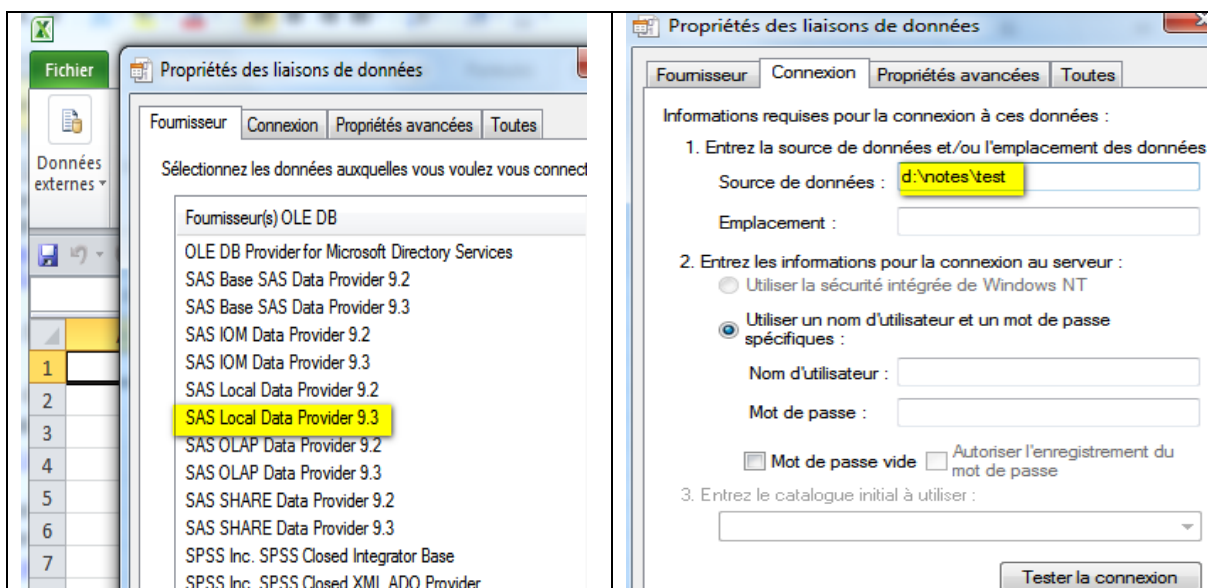 Fichier
Données
externes
1
2
3
4
5
6
7
Propriétés des liaisons de données
Fournisseur Connexion Propriétés avancées Toutes
Sélectionnez les données auxquelles vous voulez vous connect
Fournisseur(s) OLE DB
OLE DB Provider for Microsoft Directory Services
SAS Base SAS Data Provider 9.2
SAS Base SAS Data Provider 9.3
SAS IOM Data Provider 9.2
SAS IOM Data Provider 9.3
SAS Local Data Provider 9.2
SAS Local Data Provider 9.3
SAS OLAP Data Provider 9.2
SAS OLAP Data Provider 9.3
SAS SHARE Data Provider 9.2
SAS SHARE Data Provider 9.3
SPSS Inc. SPSS Closed Integrator Base
SPSS Inc. SPSS Closed XML ADO Provider
Propriétés des liaisons de données
Fournisseur Connexion Propriétés avancées Toutes
Informations requises pour la connexion à ces données :
1. Entrez la source de données et/ou l'emplacement des données
Source de données : d:\notes\test
Emplacement :
2. Entrez les informations pour la connexion au serveur :
Utiliser la sécurité intégrée de Windows NT
Utiliser un nom d'utilisateur et un mot de passe
spécifiques :
Nom d'utilisateur :
Mot de passe :
Mot de passe vide Autoriser l'enregistrement du
mot de passe
3. Entrez le catalogue initial à utiliser :
Tester la connexion